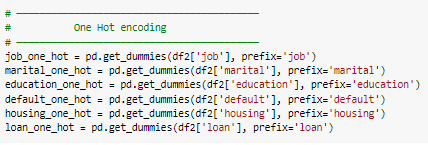 # ————————————————————————
#          One Hot encoding
# ————————————————————————
job_one_hot = pd.get_dummies(df2['job'], prefix='job')
marital_one_hot = pd.get_dummies(df2['marital'], prefix='marital')
education_one_hot = pd.get_dummies(df2['education'], prefix='education')
default_one_hot = pd.get_dummies(df2['default'], prefix='default')
housing_one_hot = pd.get_dummies(df2['housing'], prefix='housing')
loan_one_hot = pd.get_dummies(df2['loan'], prefix='loan')